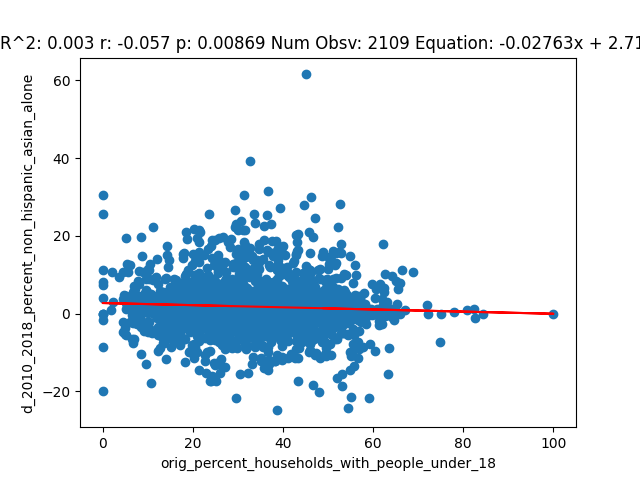 R^2: 0.003 r: -0.057 p: 0.00869 Num Obsv: 2109 Equation: -0.02763x + 2.71
d_2010_2018_percent_non_hispanic_asian_alone
60
40
20
0
−20
0 20 40 60 80 100
orig_percent_households_with_people_under_18